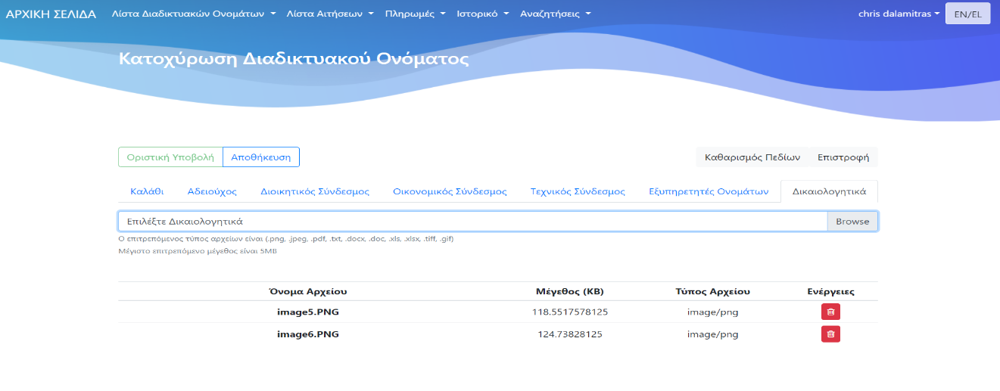 ΑΡΧΙΚΗ ΣΕΛΙΔΑ Λίστα Διαδικτυακών Ονομάτων Λίστα Αιτήσεων Πληρωμές Ιστορικό Αναζητήσεις chris dalamitras EN/EL
Κατοχύρωση Διαδικτυακού Ονόματος
Οριστική Υποβολή Αποθήκευση Καθαρισμός Πεδίων Επιστροφή
Καλάθι Αδειούχος Διοικητικός Σύνδεσμος Οικονομικός Σύνδεσμος Τεχνικός Σύνδεσμος Εξυπηρετητές Ονομάτων Δικαιολογητικά
Επιλέξτε Δικαιολογητικά Browse
Ο επιτρεπόμενος τύπος αρχείων είναι (.png, .jpeg, .pdf, .txt, .docx, .doc, .xls, .xlsx, .tiff, .gif)
Μέγιστο επιτρεπόμενο μέγεθος είναι 5MB
Όνομα Αρχείου Μέγεθος (KB) Τύπος Αρχείου Ενέργειες
image5.PNG 118.5517578125 image/png
image6.PNG 124.73828125 image/png